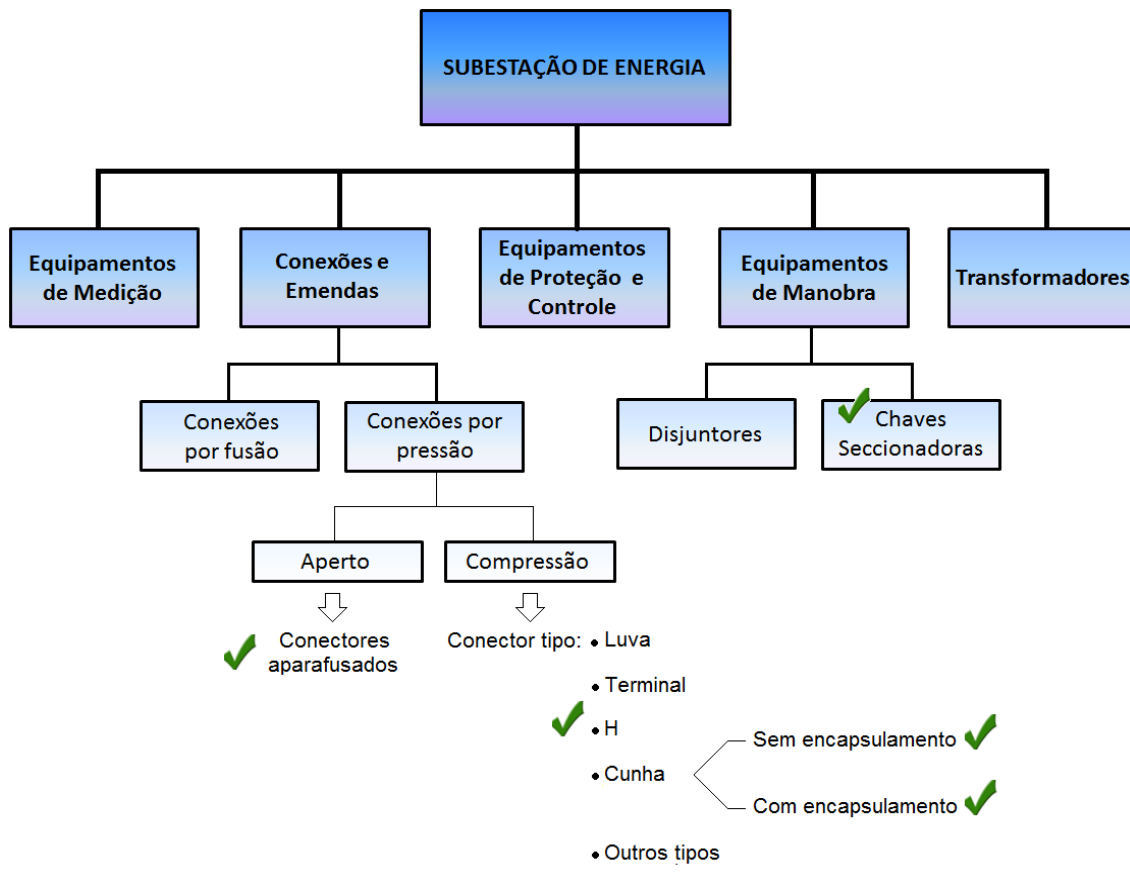 SUBESTAÇÃO DE ENERGIA
Equipamentos
de Medição
Conexões e
Emendas
Equipamentos
de Proteção e
Controle
Equipamentos
de Manobra
Transformadores
Conexões
por fusão
Conexões por
pressão
Disjuntores
Chaves
Seccionadoras
Aperto
Compressão
Conectores
aparafusados
Conector tipo:
• Luva
• Terminal
• H
• Cunha
Sem encapsulamento
Com encapsulamento
• Outros tipos